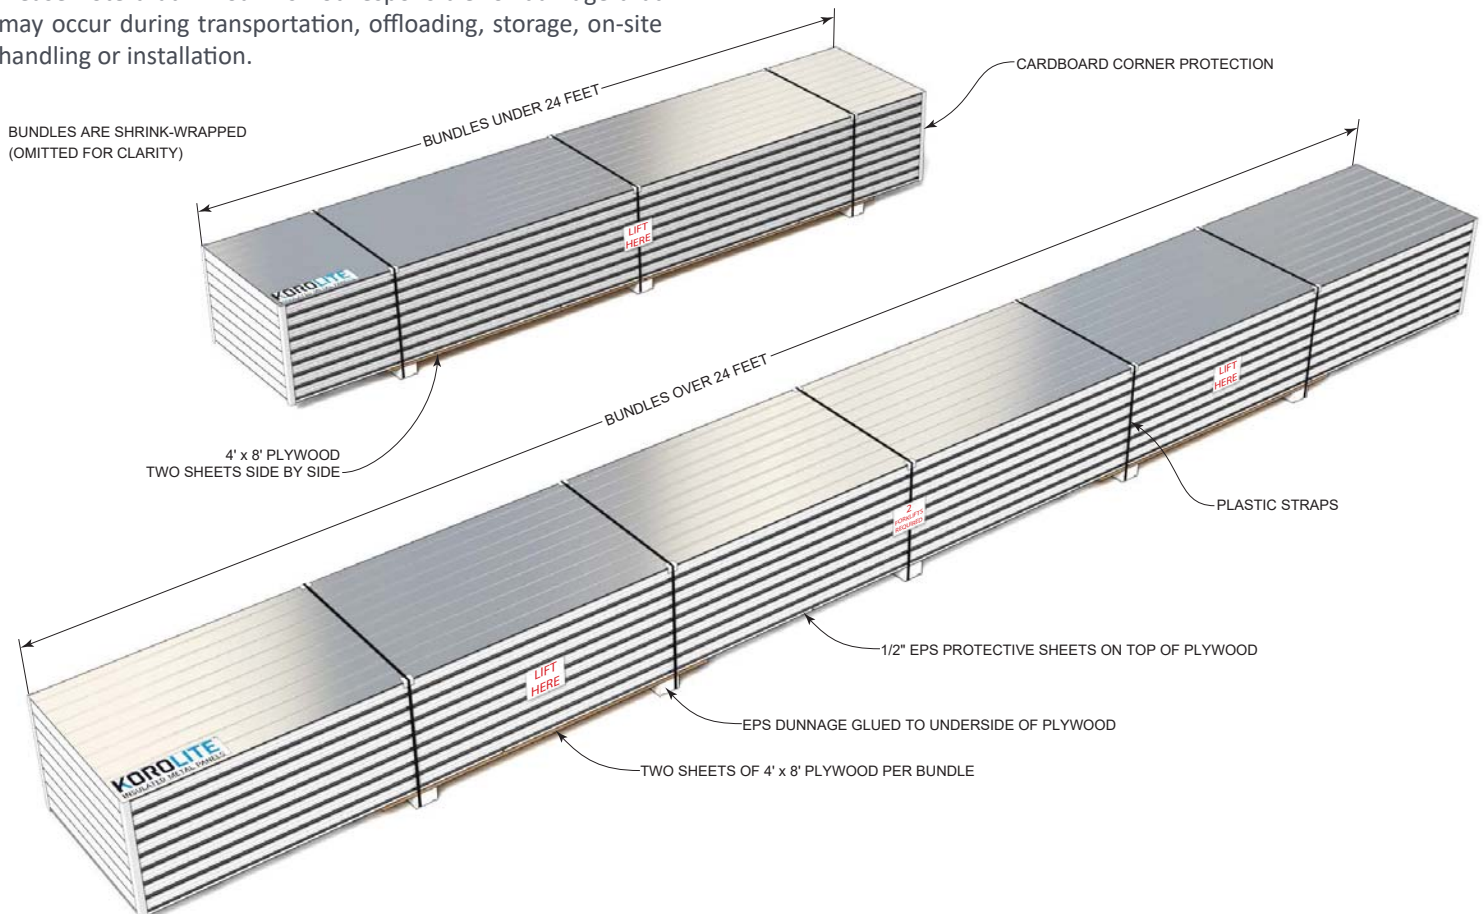 may occur during transportation, offloading, storage, on-site
handling or installation.
BUNDLES ARE SHRINK-WRAPPED
(OMITTED FOR CLARITY)
BUNDLES UNDER 24 FEET
CARDBOARD CORNER PROTECTION
LIFT
HERE
KOROLITE
4' x 8' PLYWOOD
TWO SHEETS SIDE BY SIDE
BUNDLES OVER 24 FEET
LIFT
HERE
PLASTIC STRAPS
2
FORKLIFTS
REQUIRED
1/2" EPS PROTECTIVE SHEETS ON TOP OF PLYWOOD
LIFT
HERE
EPS DUNNAGE GLUED TO UNDERSIDE OF PLYWOOD
KOROLITE
INSULATED METAL PANELS
TWO SHEETS OF 4' x 8' PLYWOOD PER BUNDLE